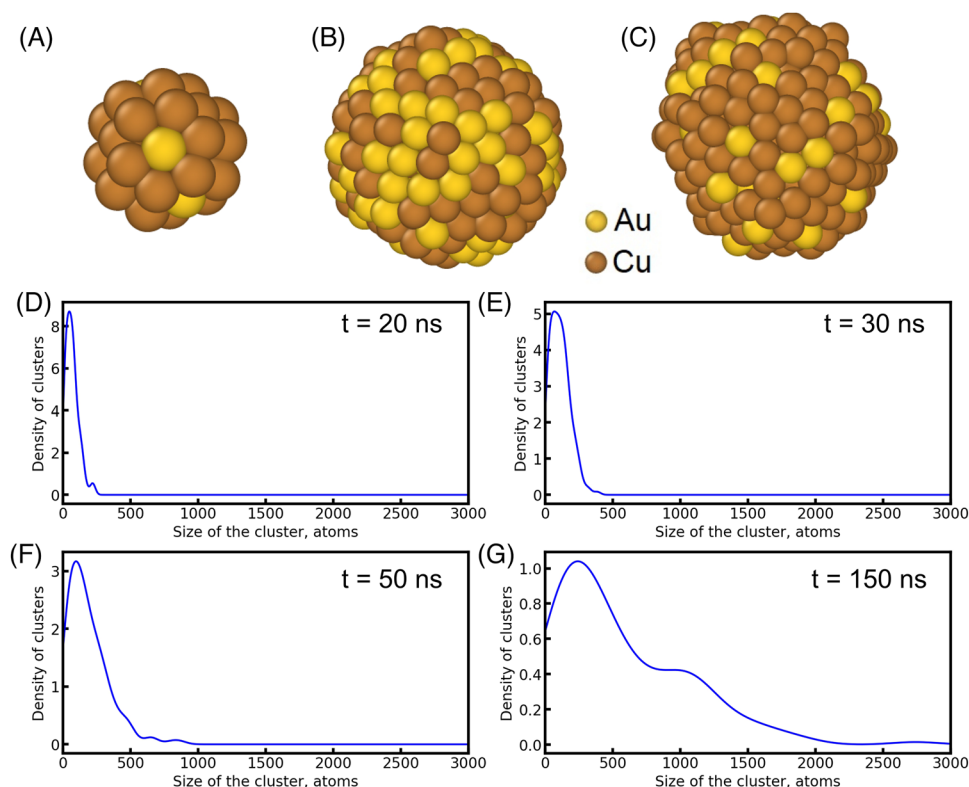 (A)
(B)
(C)
Au
Cu
(D)
t = 20 ns
Density of clusters
8
6
4
2
0
0 500 1000 1500 2000 2500 3000
Size of the cluster, atoms
(E)
t = 30 ns
Density of clusters
5
4
3
2
1
0
0 500 1000 1500 2000 2500 3000
Size of the cluster, atoms
(F)
t = 50 ns
Density of clusters
3
2
1
0
0 500 1000 1500 2000 2500 3000
Size of the cluster, atoms
(G)
t = 150 ns
Density of clusters
1.0
0.8
0.6
0.4
0.2
0.0
0 500 1000 1500 2000 2500 3000
Size of the cluster, atoms